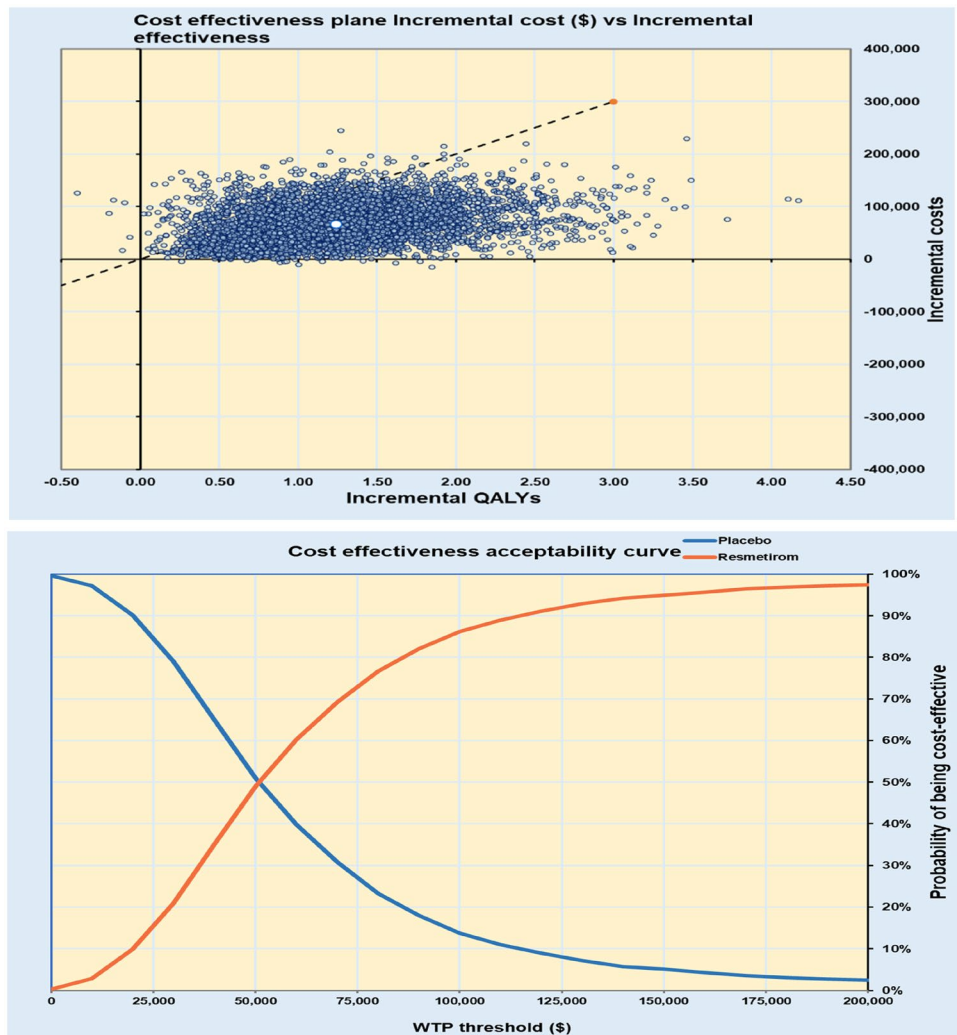 Cost effectiveness plane Incremental cost ($) vs Incremental
effectiveness
400,000
300,000
200,000
100,000
0
-100,000
-200,000
-300,000
-400,000
Incremental costs
-0.50 0.00 0.50 1.00 1.50 2.00 2.50 3.00 3.50 4.00 4.50
Incremental QALYs
Cost effectiveness acceptability curve
Placebo
Resmetirom
100%
90%
80%
70%
60%
50%
40%
30%
20%
10%
0%
Probability of being cost-effective
0 25,000 50,000 75,000 100,000 125,000 150,000 175,000 200,000
WTP threshold ($)